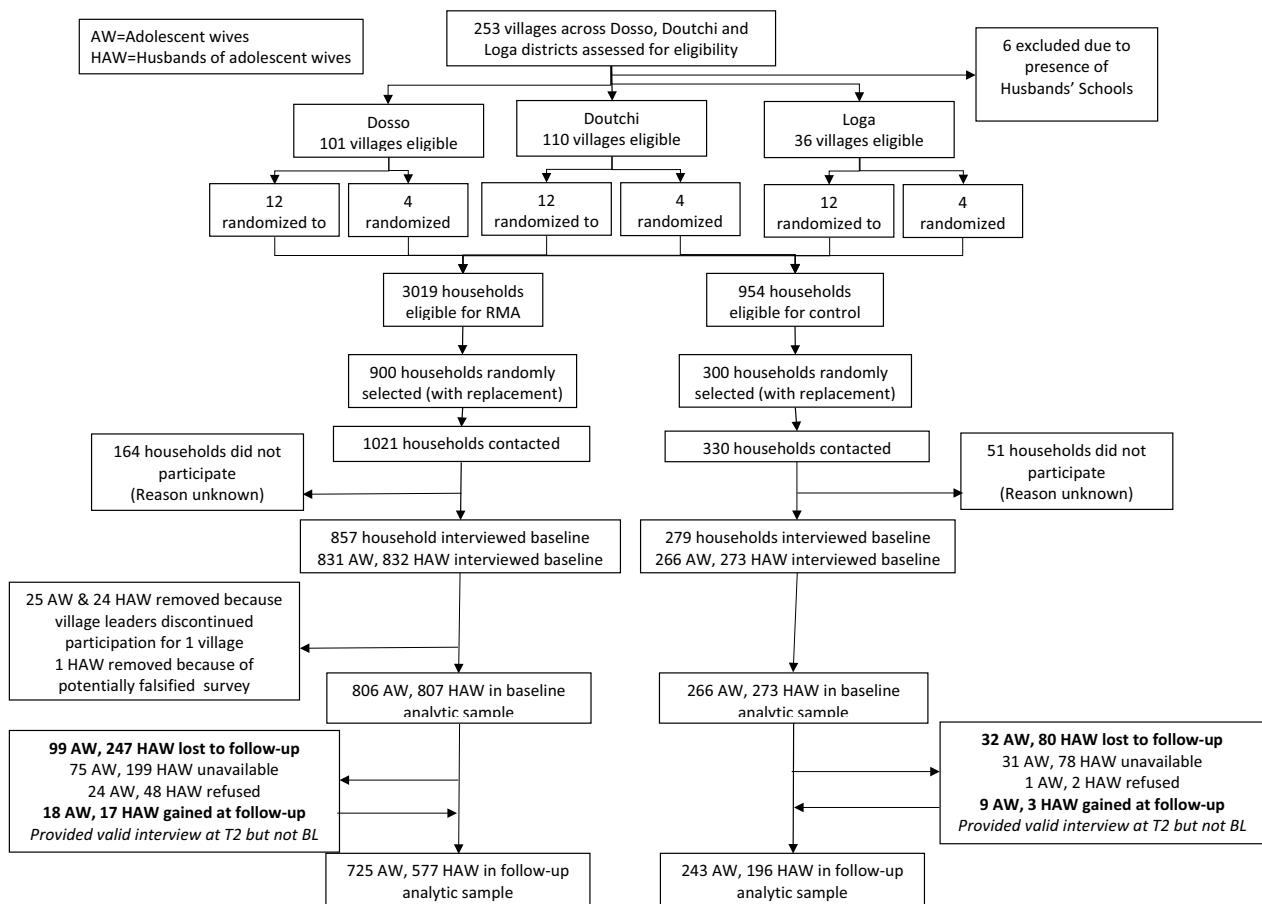 AW=Adolescent wives
HAW=Husbands of adolescent wives
253 villages across Dosso, Doutchi and
Loga districts assessed for eligibility
6 excluded due to
presence of
Husbands’ Schools
Dosso
101 villages eligible
Doutchi
110 villages eligible
Loga
36 villages eligible
12
randomized to
4
randomized
12
randomized to
4
randomized
12
randomized to
4
randomized
3019 households
eligible for RMA
954 households
eligible for control
900 households randomly
selected (with replacement)
300 households randomly
selected (with replacement)
1021 households contacted
330 households contacted
164 households did not
participate
(Reason unknown)
51 households did not
participate
(Reason unknown)
857 household interviewed baseline
831 AW, 832 HAW interviewed baseline
279 households interviewed baseline
266 AW, 273 HAW interviewed baseline
25 AW & 24 HAW removed because
village leaders discontinued
participation for 1 village
1 HAW removed because of
potentially falsified survey
806 AW, 807 HAW in baseline
analytic sample
266 AW, 273 HAW in baseline
analytic sample
99 AW, 247 HAW lost to follow-up
75 AW, 199 HAW unavailable
24 AW, 48 HAW refused
18 AW, 17 HAW gained at follow-up
Provided valid interview at T2 but not BL
32 AW, 80 HAW lost to follow-up
31 AW, 78 HAW unavailable
1 AW, 2 HAW refused
9 AW, 3 HAW gained at follow-up
Provided valid interview at T2 but not BL
725 AW, 577 HAW in follow-up
analytic sample
243 AW, 196 HAW in follow-up
analytic sample